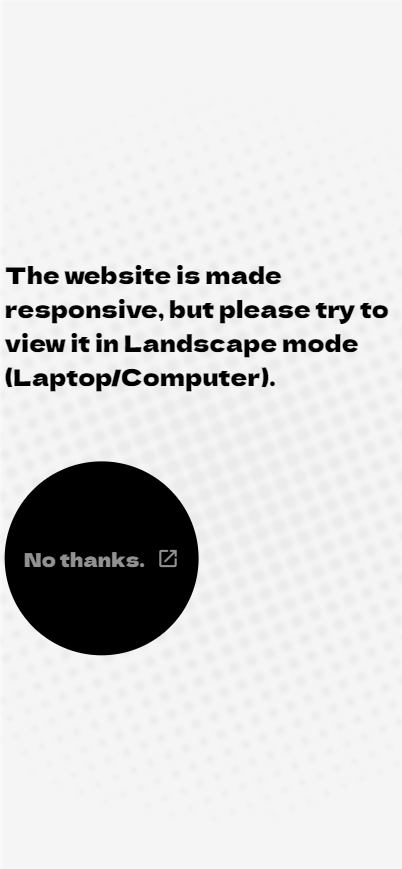 The website is made
responsive, but please try to
view it in Landscape mode
(Laptop/Computer).
No thanks.